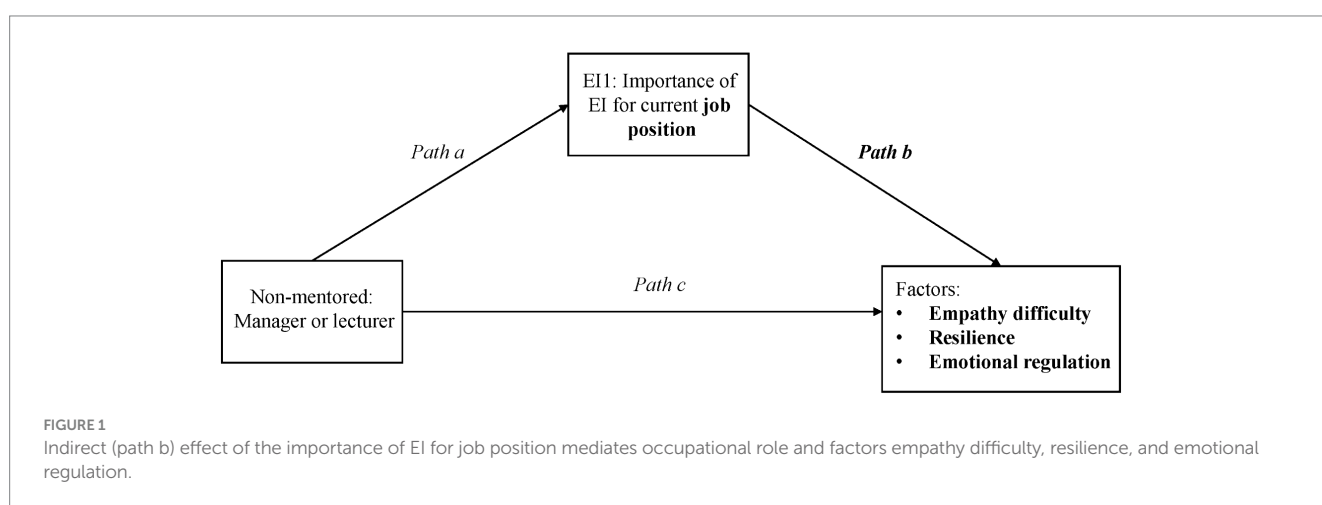 EI1: Importance of
EI for current job
position
Path a
Path b
Non-mentored:
Manager or lecturer
Path c
Factors:
• Empathy difficulty
• Resilience
• Emotional regulation
FIGURE 1
Indirect (path b) effect of the importance of EI for job position mediates occupational role and factors empathy difficulty, resilience, and emotional
regulation.